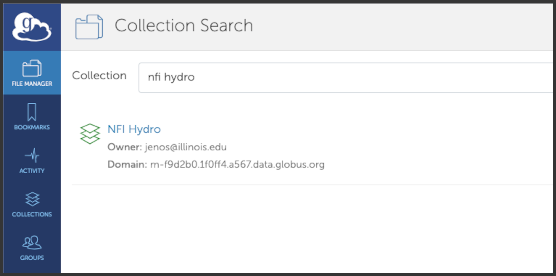 g
Collection Search
FILE MANAGER
Collection
nfi hydro
BOOKMARKS
NFI Hydro
Owner: jenos@illinois.edu
Domain: m-f9d2b0.1f0ff4.a567.data.globus.org
ACTIVITY
COLLECTIONS
GROUPS